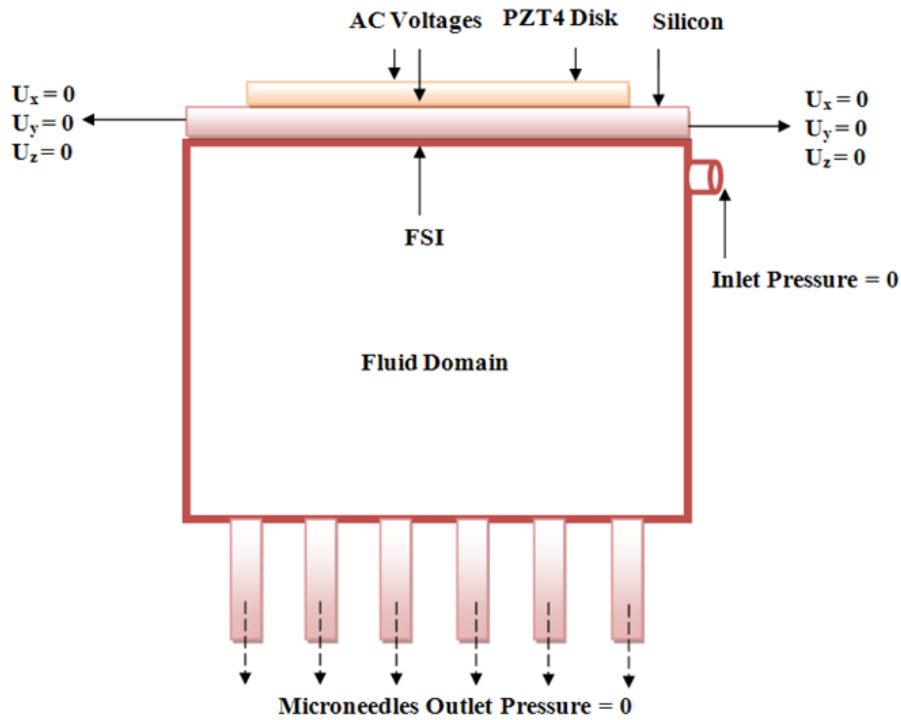 AC Voltages
PZT4 Disk
Silicon
Ux = 0
Uy = 0
Uz = 0
Ux = 0
Uy = 0
Uz = 0
FSI
Inlet Pressure = 0
Fluid Domain
Microneedles Outlet Pressure = 0